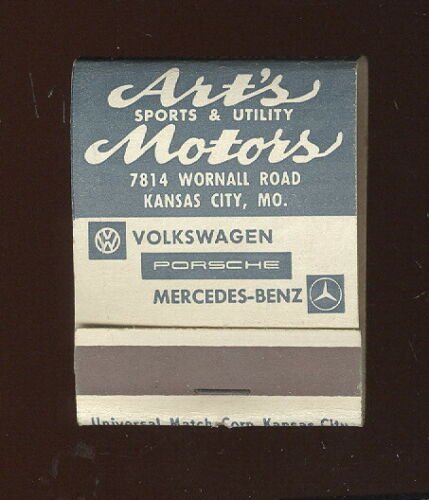 Art's
SPORTS & UTILITY
Motors
7814 WORNALL ROAD
KANSAS CITY, MO.
VOLKSWAGEN
PORSCHE
MERCEDES-BENZ
Universal Match Corp. Kansas City